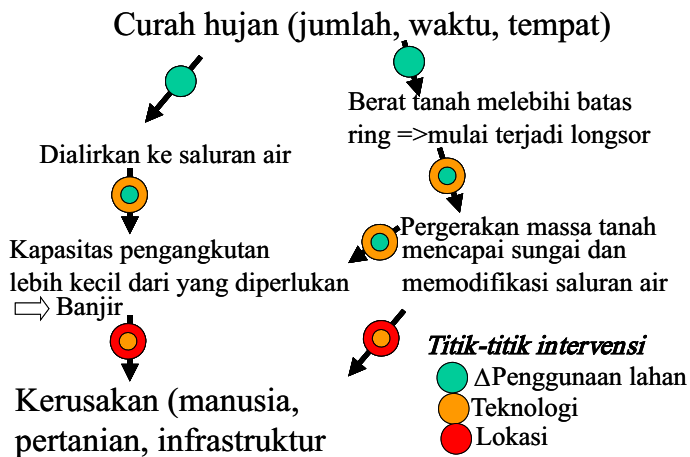 Curah hujan (jumlah, waktu, tempat)
Berat tanah melebihi batas
ring =>mulai terjadi longsor
Dialirkan ke saluran air
Pergerakan massa tanah
mencapai sungai dan
memodifikasi saluran air
Kapasitas pengangkutan
lebih kecil dari yang diperlukan
Banjir
Titik-titik intervensi
ΔPenggunaan lahan
Teknologi
Lokasi
Kerusakan (manusia,
pertanian, infrastruktur